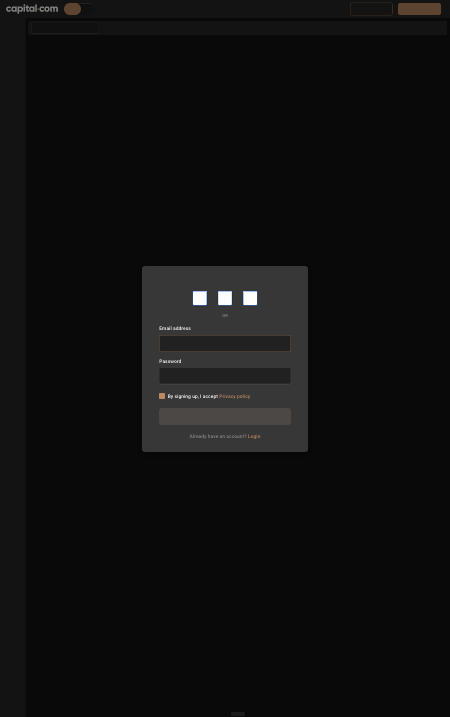 capital·com
OR
Email address
Password
By signing up, I accept Privacy policy
Already have an account? Login